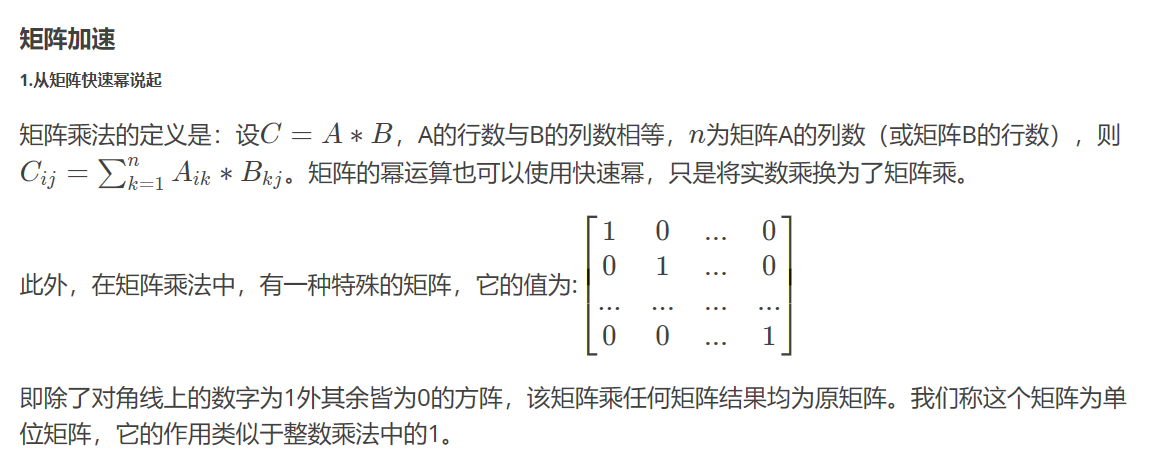 矩阵加速
1.从矩阵快速幂说起
矩阵乘法的定义是：设C = A ∗ B，A的行数与B的列数相等，n为矩阵A的列数（或矩阵B的行数），则
C_{ij} = ∑_{k=1}^{n} A_{ik} ∗ B_{kj}。矩阵的幂运算也可以使用快速幂，只是将实数乘换为了矩阵乘。
此外，在矩阵乘法中，有一种特殊的矩阵，它的值为:
1 0 ... 0
0 1 ... 0
... ... ... ...
0 0 ... 1
即除了对角线上的数字为1外其余皆为0的方阵，该矩阵乘任何矩阵结果均为原矩阵。我们称这个矩阵为单
位矩阵，它的作用类似于整数乘法中的1。